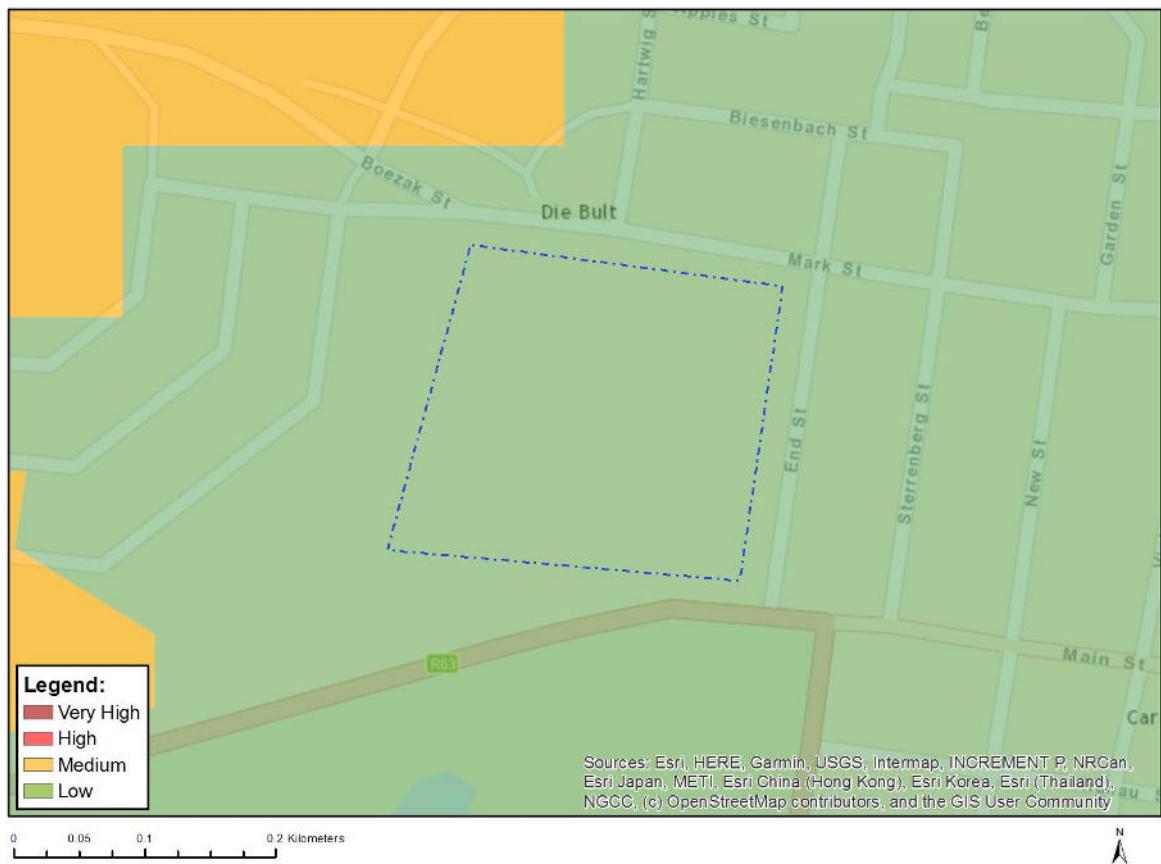 Apples St
Hartwig S
Be
Biesenbach St
Boezak St
Die Bult
Garden St
Mark St
End St
Sterrenberg St
New St
R63
Main St
Car
Legend:
Very High
High
Medium
Low
Sources: Esri, HERE, Garmin, USGS, Intermap, INCREMENT P, NRCan,
Esri Japan, METI, Esri China (Hong Kong), Esri Korea, Esri (Thailand),
NGCC, (c) OpenStreetMap contributors, and the GIS User Community
0 0.05 0.1 0.2 Kilometers
N